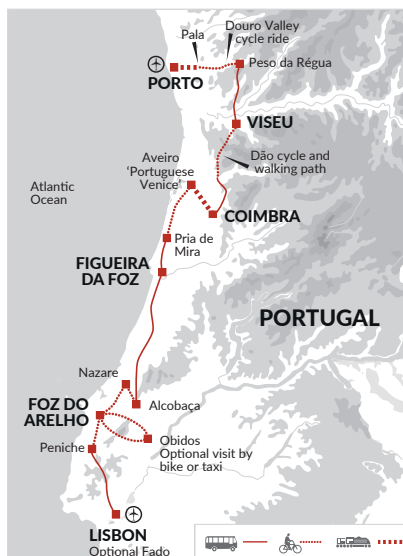 Douro Valley
cycle ride
Pala
Peso da Régua
PORTO
VISEU
Dão cycle and
walking path
Aveiro
‘Portuguese
Venice’
Atlantic
Ocean
COIMBRA
Pria de
Mira
FIGUEIRA
DA FOZ
PORTUGAL
Nazare
FOZ DO
ARELHO
Alcobaça
Obidos
Optional visit by
bike or taxi
Peniche
LISBON
Optional Fado